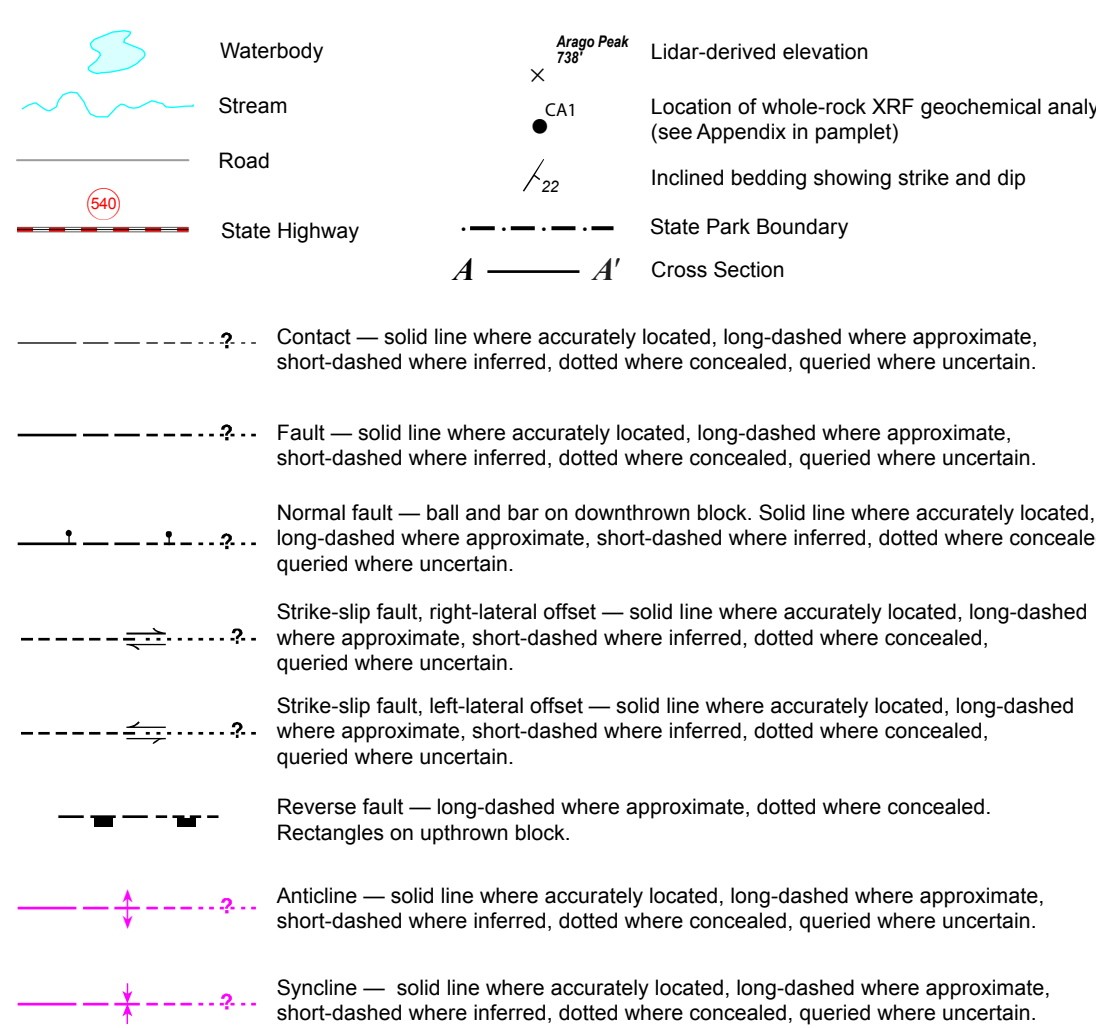 Waterbody
Stream
Road
540
State Highway
Arago Peak
738'
Lidar-derived elevation
CA1
Location of whole-rock XRF geochemical
(see Appendix in pamplet)
22
Inclined bedding showing strike and dip
State Park Boundary
A A'
Cross Section
?
Contact — solid line where accurately located, long-dashed where approximate,
short-dashed where inferred, dotted where concealed, queried where uncertain.
?
Fault — solid line where accurately located, long-dashed where approximate,
short-dashed where inferred, dotted where concealed, queried where uncertain.
?
Normal fault — ball and bar on downthrown block. Solid line where accurately located,
long-dashed where approximate, short-dashed where inferred, dotted where
queried where uncertain.
?
Strike-slip fault, right-lateral offset — solid line where accurately located, long-dashed
where approximate, short-dashed where inferred, dotted where concealed,
queried where uncertain.
?
Strike-slip fault, left-lateral offset — solid line where accurately located, long-dashed
where approximate, short-dashed where inferred, dotted where concealed,
queried where uncertain.
Reverse fault — long-dashed where approximate, dotted where concealed.
Rectangles on upthrown block.
?
Anticline — solid line where accurately located, long-dashed where approximate,
short-dashed where inferred, dotted where concealed, queried where uncertain.
?
Syncline — solid line where accurately located, long-dashed where approximate,
short-dashed where inferred, dotted where concealed, queried where uncertain.